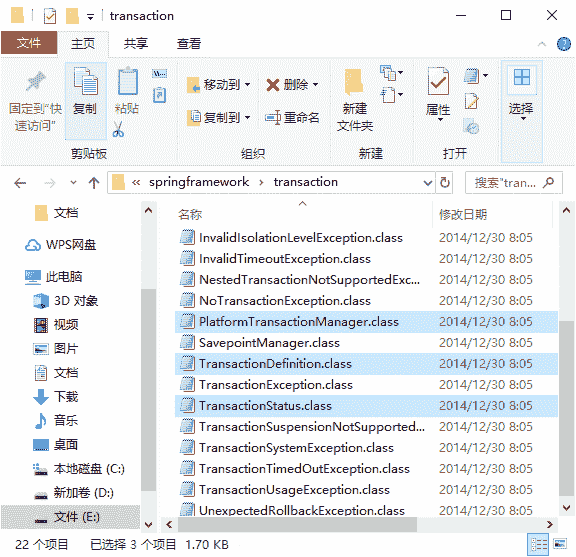 transaction
文件 主页 共享 查看
固定到"快速访问"
复制
粘贴
移动到
复制到
删除
重命名
新建
文件夹
属性
选择
剪贴板 组织 新建 打开
« springframework › transaction 搜索"tran...
名称 修改日期
文档
WPS网盘
此电脑
3D 对象
视频
图片
文档
下载
音乐
桌面
本地磁盘 (C:)
新加卷 (D:)
文件 (E:)
InvalidIsolationLevelException.class 2014/12/30 8:05
InvalidTimeoutException.class 2014/12/30 8:05
NestedTransactionNotSupportedExc... 2014/12/30 8:05
NoTransactionException.class 2014/12/30 8:05
PlatformTransactionManager.class 2014/12/30 8:05
SavepointManager.class 2014/12/30 8:05
TransactionDefinition.class 2014/12/30 8:05
TransactionException.class 2014/12/30 8:05
TransactionStatus.class 2014/12/30 8:05
TransactionSuspensionNotSupported... 2014/12/30 8:05
TransactionSystemException.class 2014/12/30 8:05
TransactionTimedOutException.class 2014/12/30 8:05
TransactionUsageException.class 2014/12/30 8:05
UnexpectedRollbackException.class 2014/12/30 8:05
22 个项目 已选择 3 个项目 1.70 KB